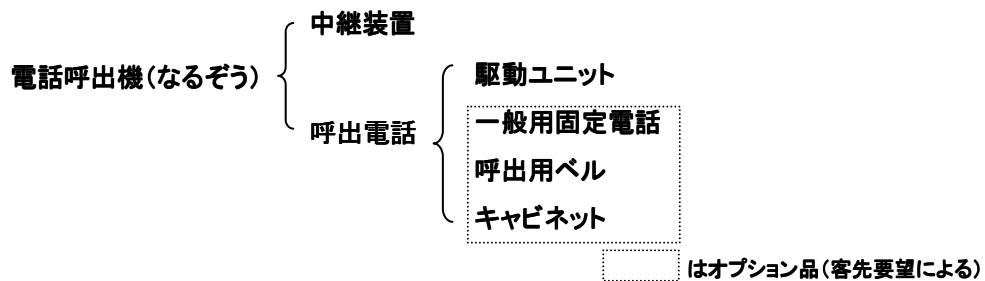 中継装置
電話呼出機（なるぞう）
駆動ユニット
呼出電話
一般用固定電話
呼出用ベル
キャビネット
はオプション品（客先要望による）